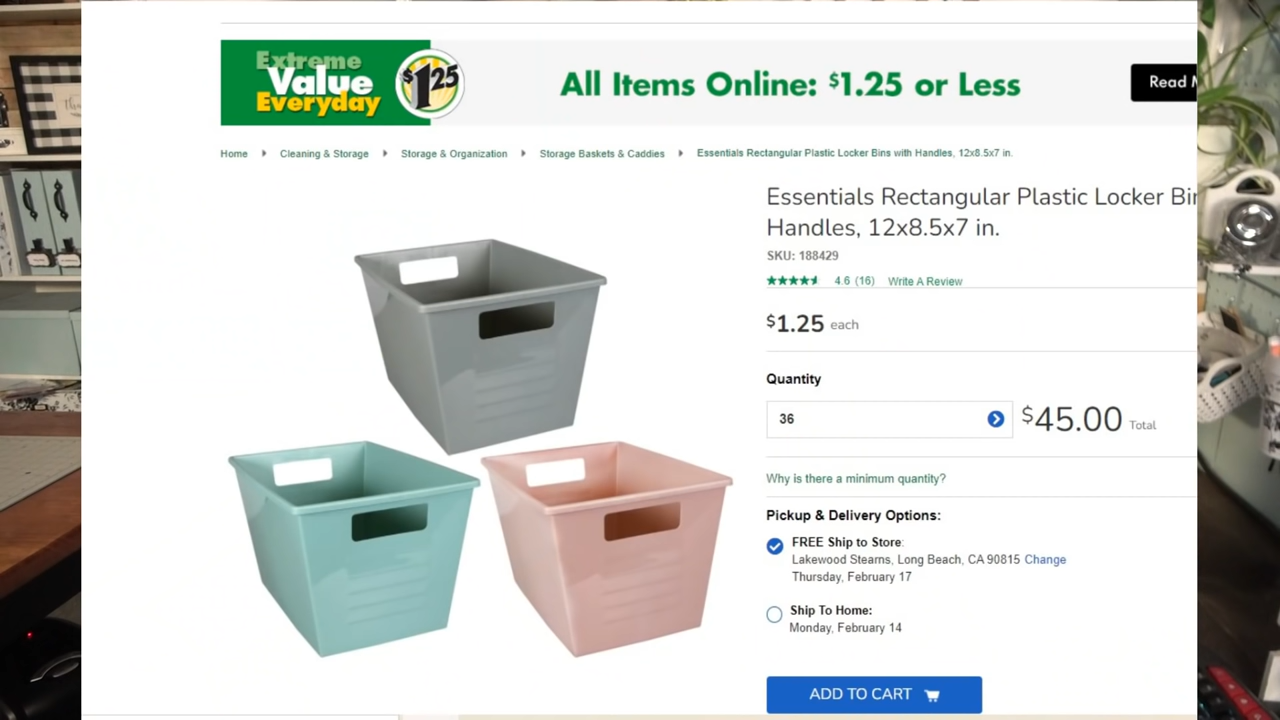 Extreme
Value
Everyday
$1.25
All Items Online: $1.25 or Less
Read
Home
Cleaning & Storage
Storage & Organization
Storage Baskets & Caddies
Essentials Rectangular Plastic Locker Bins with Handles, 12x8.5x7 in.
Essentials Rectangular Plastic Locker
Handles, 12x8.5x7 in.
SKU: 188429
4.6 (16) Write A Review
$1.25 each
Quantity
36
$45.00 Total
Why is there a minimum quantity?
Pickup & Delivery Options:
FREE Ship to Store:
Lakewood Stearns, Long Beach, CA 90815 Change
Thursday, February 17
Ship To Home:
Monday, February 14
ADD TO CART